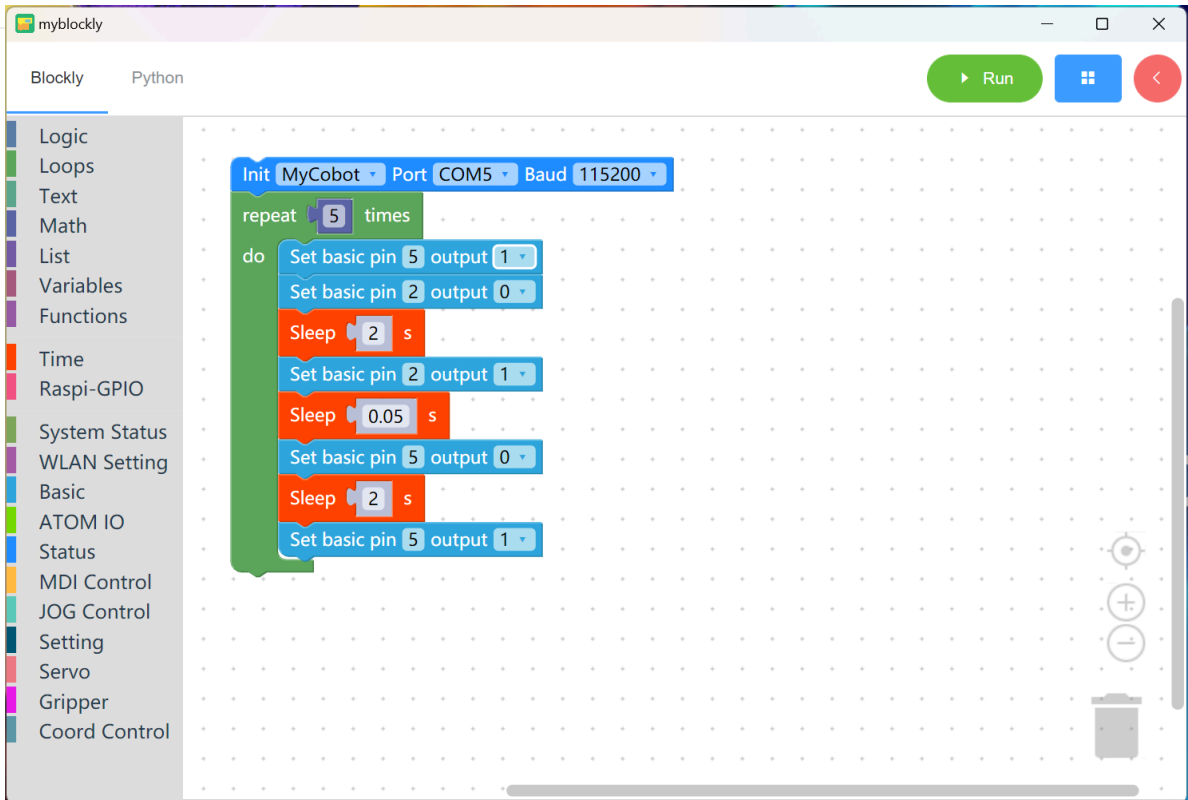 myblockly
Blockly Python Run
Logic
Loops
Text
Math
List
Variables
Functions
Time
Raspi-GPIO
System Status
WLAN Setting
Basic
ATOM IO
Status
MDI Control
JOG Control
Setting
Servo
Gripper
Coord Control
Init MyCobot Port COM5 Baud 115200
repeat 5 times
do Set basic pin 5 output 1
Set basic pin 2 output 0
Sleep 2 s
Set basic pin 2 output 1
Sleep 0.05 s
Set basic pin 5 output 0
Sleep 2 s
Set basic pin 5 output 1